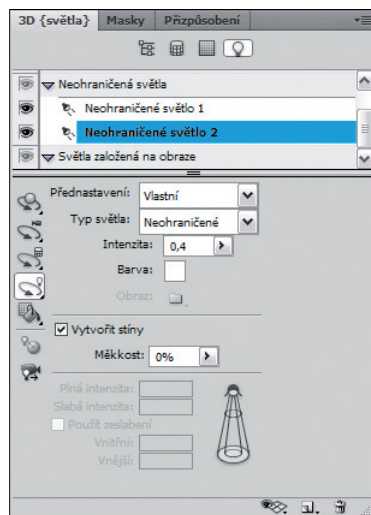 3D {světla} Masky Přizpůsobení
Neohraničená světla
Neohraničené světlo 1
Neohraničené světlo 2
Světla založená na obraze
Přednastavení: Vlastní
Typ světla: Neohraničené
Intenzita: 0,4
Barva:
Obraz:
Vytvořit stíny
Měkkost: 0%
Plná intenzita:
Slabá intenzita:
Použít zeslabení
Vnitřní:
Vnější: